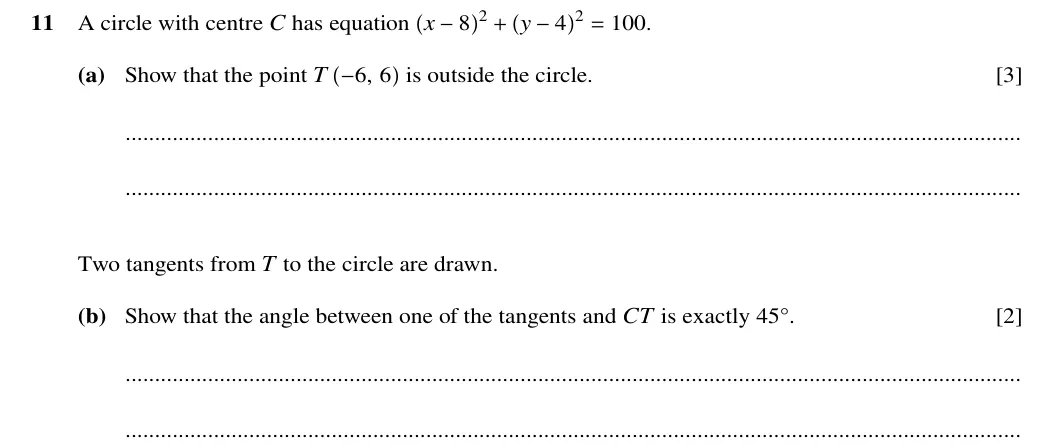 11 A circle with centre C has equation (x − 8)² + (y − 4)² = 100.
(a) Show that the point T (−6, 6) is outside the circle. [3]
Two tangents from T to the circle are drawn.
(b) Show that the angle between one of the tangents and CT is exactly 45°. [2]